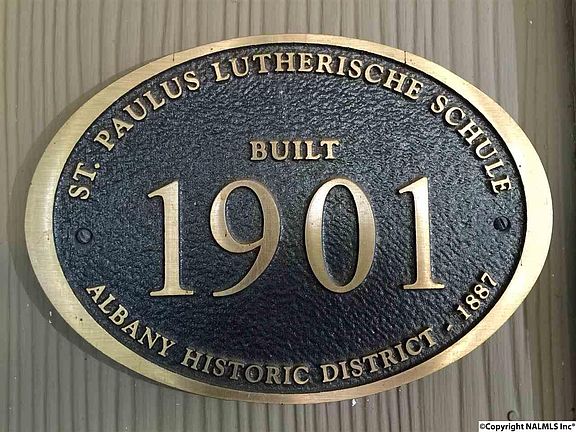 ST. PAULUS LUTHERISCHE SCHULE
BUILT
1901
ALBANY HISTORIC DISTRICT - 1887
©Copyright NALMLS Inc®